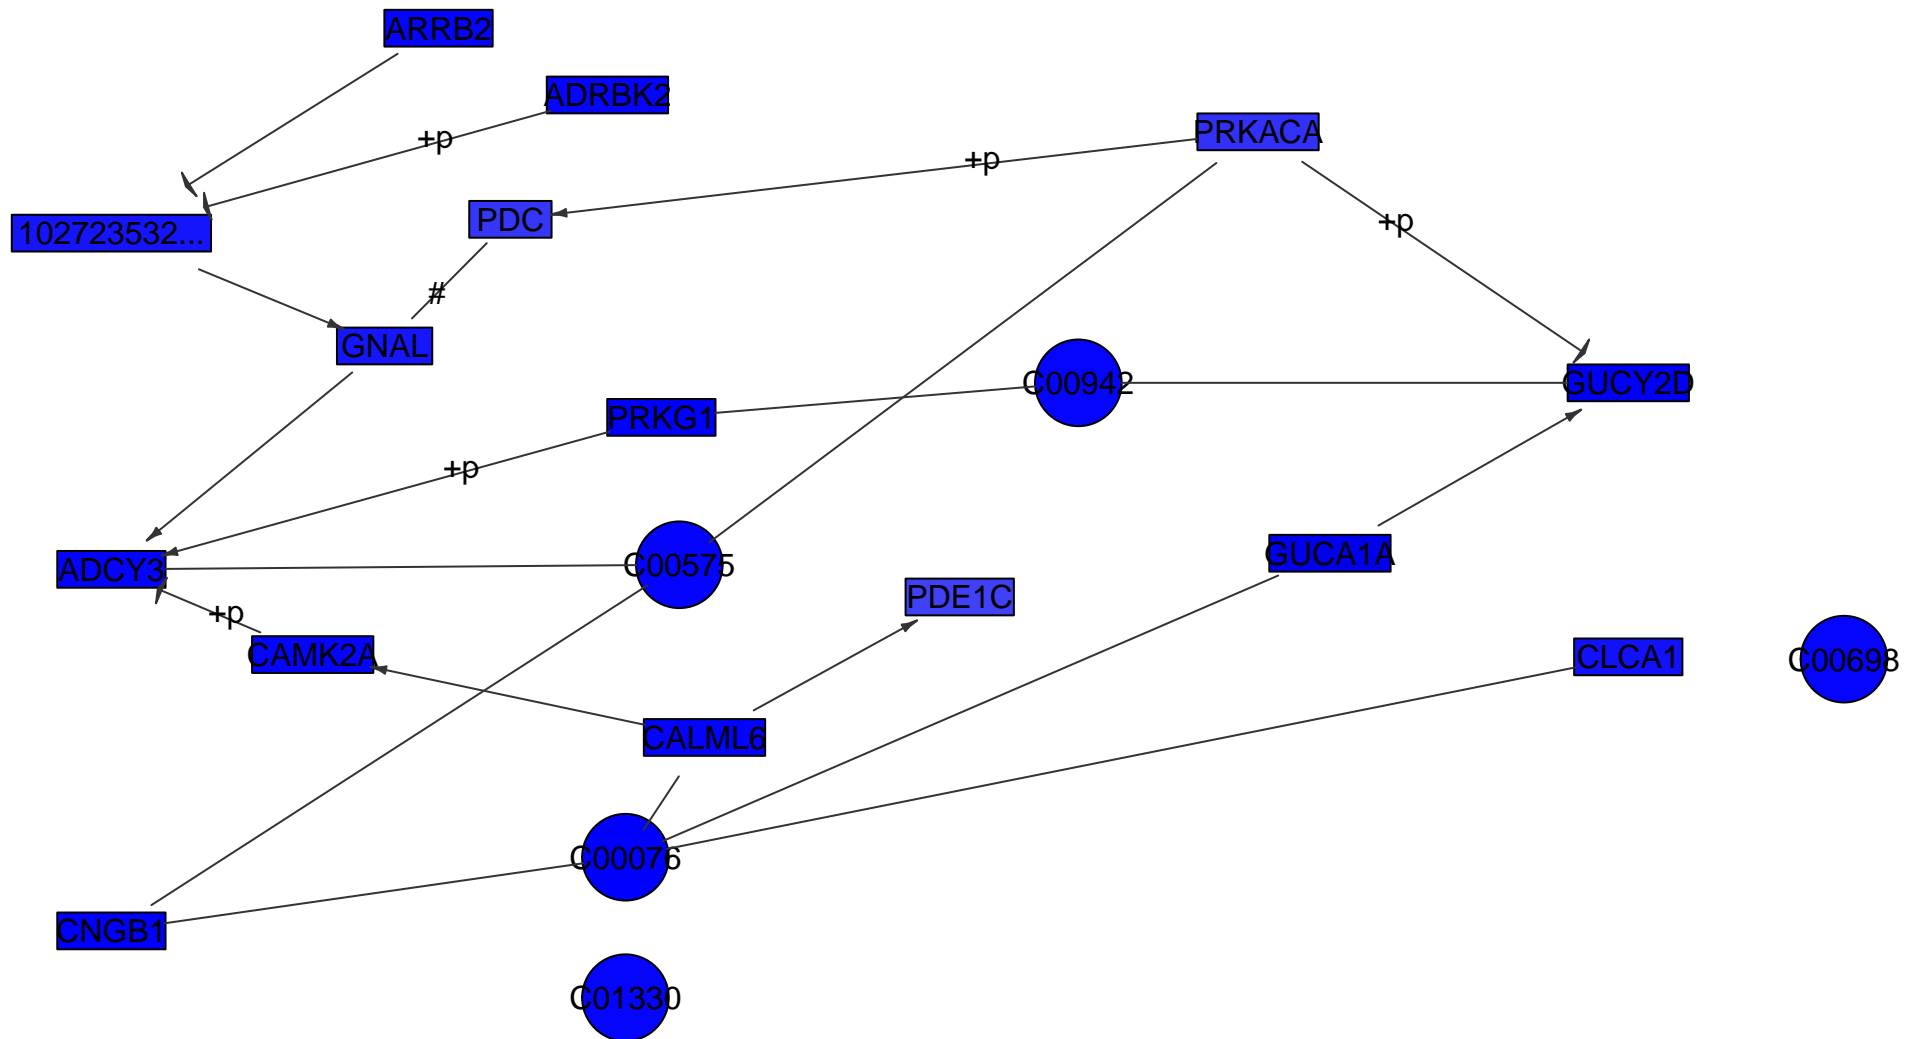 ARRB2
ADRBK2
PRKACA
+p
+p
PDC
+p
102723532...
#
GNAL
C00942
GUCY2D
PRKG1
+p
GUCA1A
ADCY3
C00575
PDE1C
+p
CAMK2A
CLCA1
C00698
CALML6
C00076
CNGB1
C01330